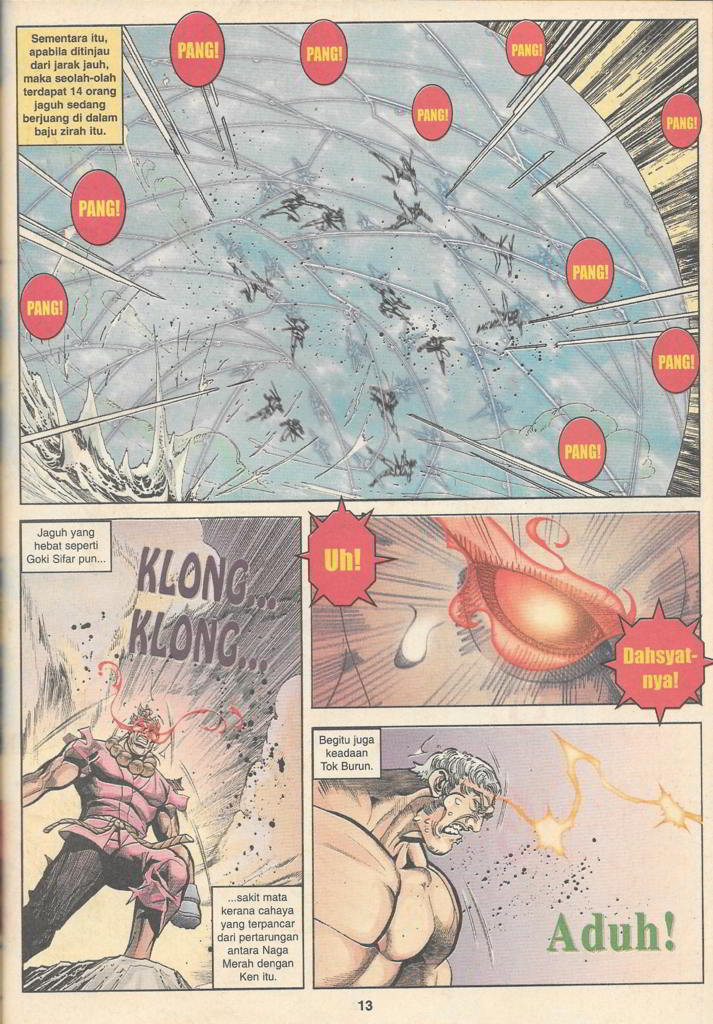 Sementara itu,
apabila ditinjau
dari jarak jauh,
maka seolah-olah
terdapat 14 orang
jaguh sedang
berjuang di dalam
baju zirah itu.
PANG!
PANG!
PANG!
PANG!
PANG!
PANG!
PANG!
PANG!
PANG!
PANG!
Jaguh yang
hebat seperti
Goki Sifar pun...
KLONG...
KLONG...
...sakit mata
kerana cahaya
yang terpancar
dari pertarungan
antara Naga
Merah dengan
Ken itu.
Uh!
Dahsyat-
nya!
Begitu juga
keadaan
Tok Burun.
Aduh!
13